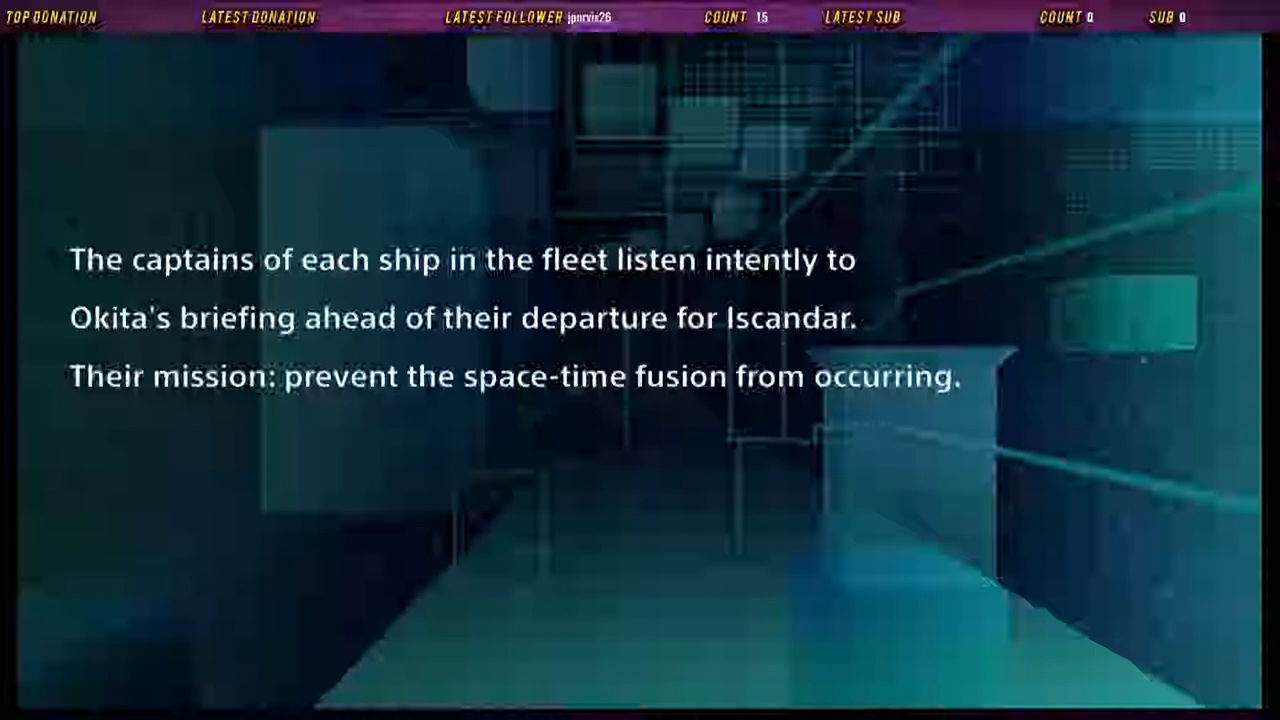 TOP DONATION LATEST DONATION LATEST FOLLOWER jpnrvix26 COUNT 15 LATEST SUB COUNT 0 SUB 0
The captains of each ship in the fleet listen intently to
Okita's briefing ahead of their departure for Iscandar.
Their mission: prevent the space-time fusion from occurring.